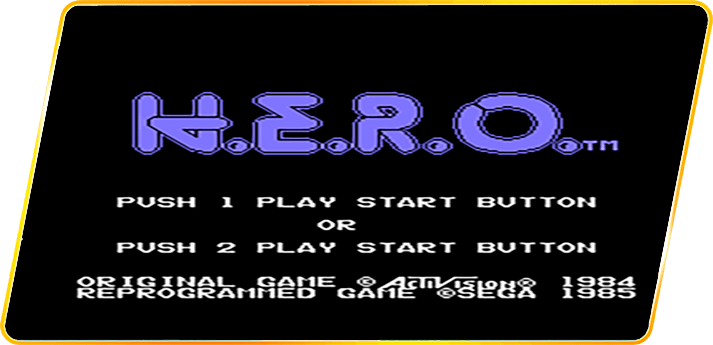 H.E.R.O.™
PUSH 1 PLAY START BUTTON
OR
PUSH 2 PLAY START BUTTON
ORIGINAL GAME ©ACTIVISION® 1984
REPROGRAMMED GAME ©SEGA 1985